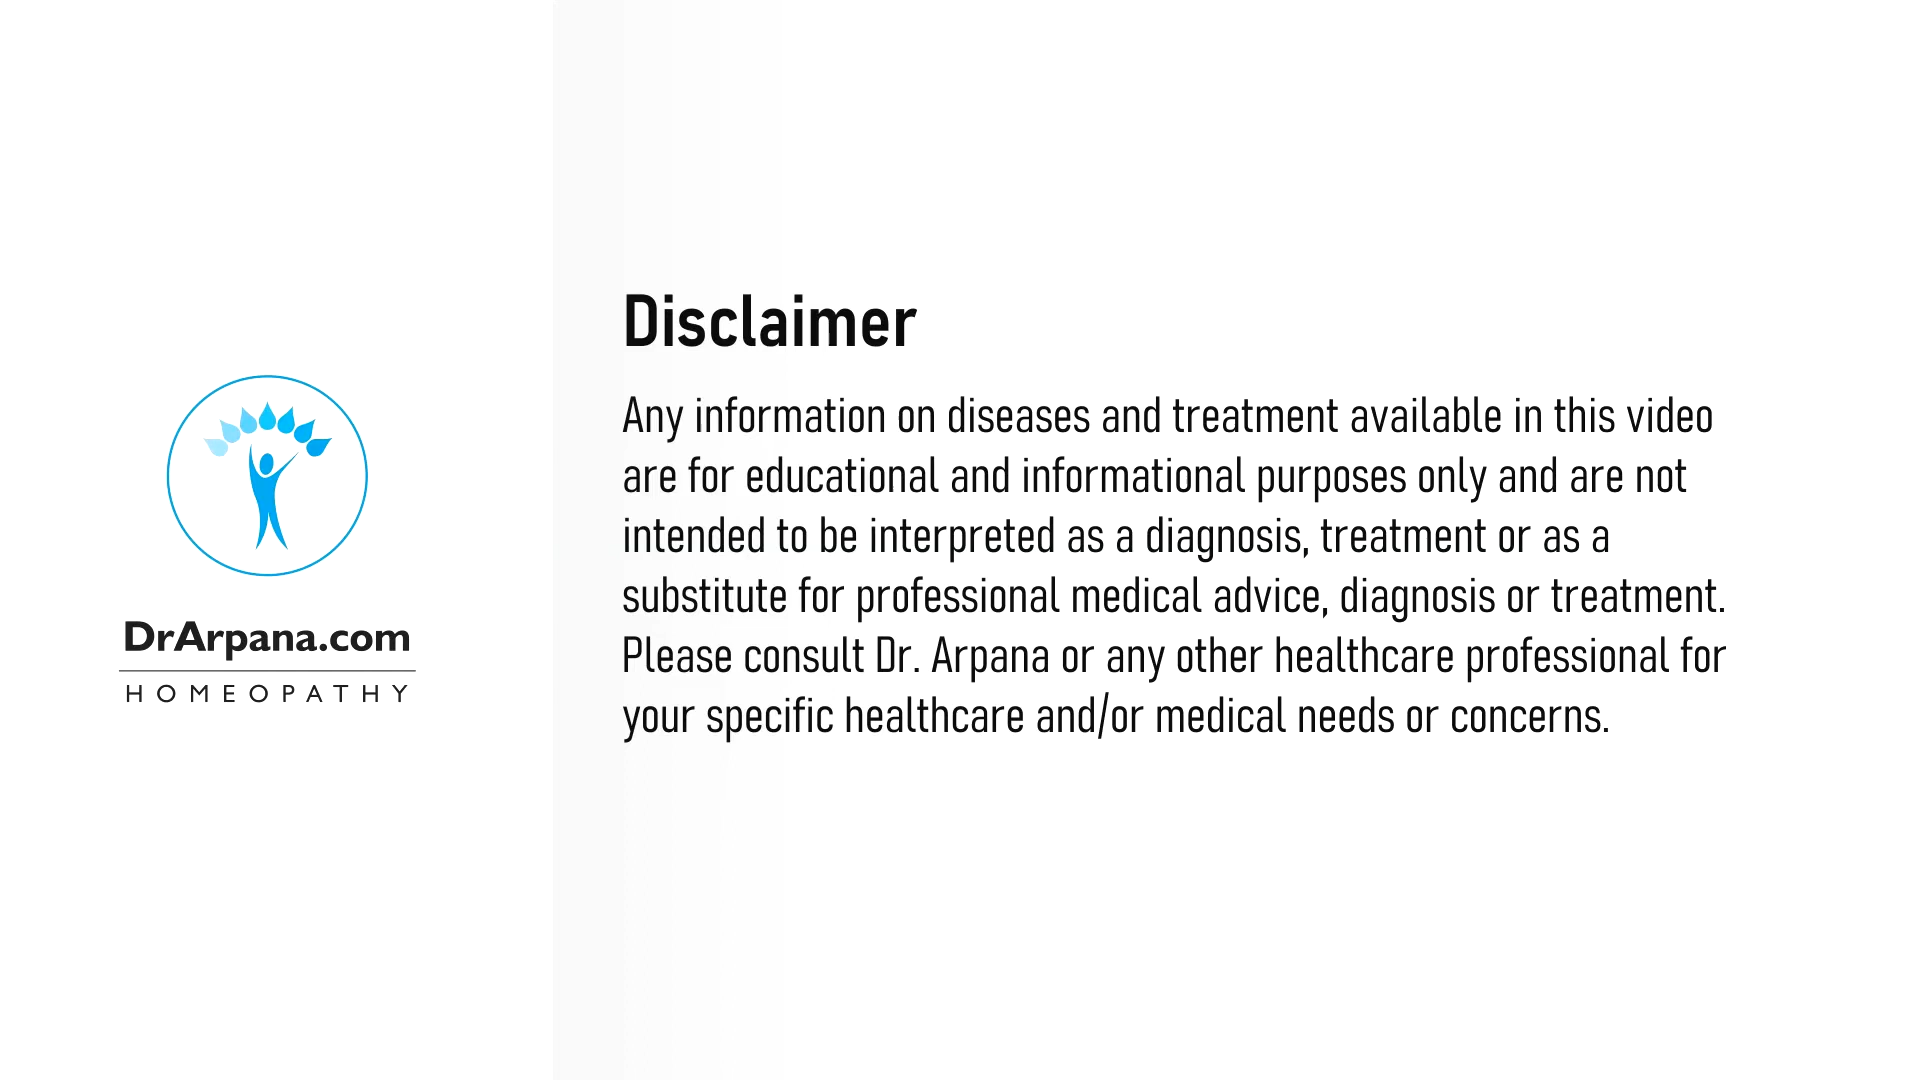 DrArpana.com
HOMEOPATHY
Disclaimer
Any information on diseases and treatment available in this video
are for educational and informational purposes only and are not
intended to be interpreted as a diagnosis, treatment or as a
substitute for professional medical advice, diagnosis or treatment.
Please consult Dr. Arpana or any other healthcare professional for
your specific healthcare and/or medical needs or concerns.